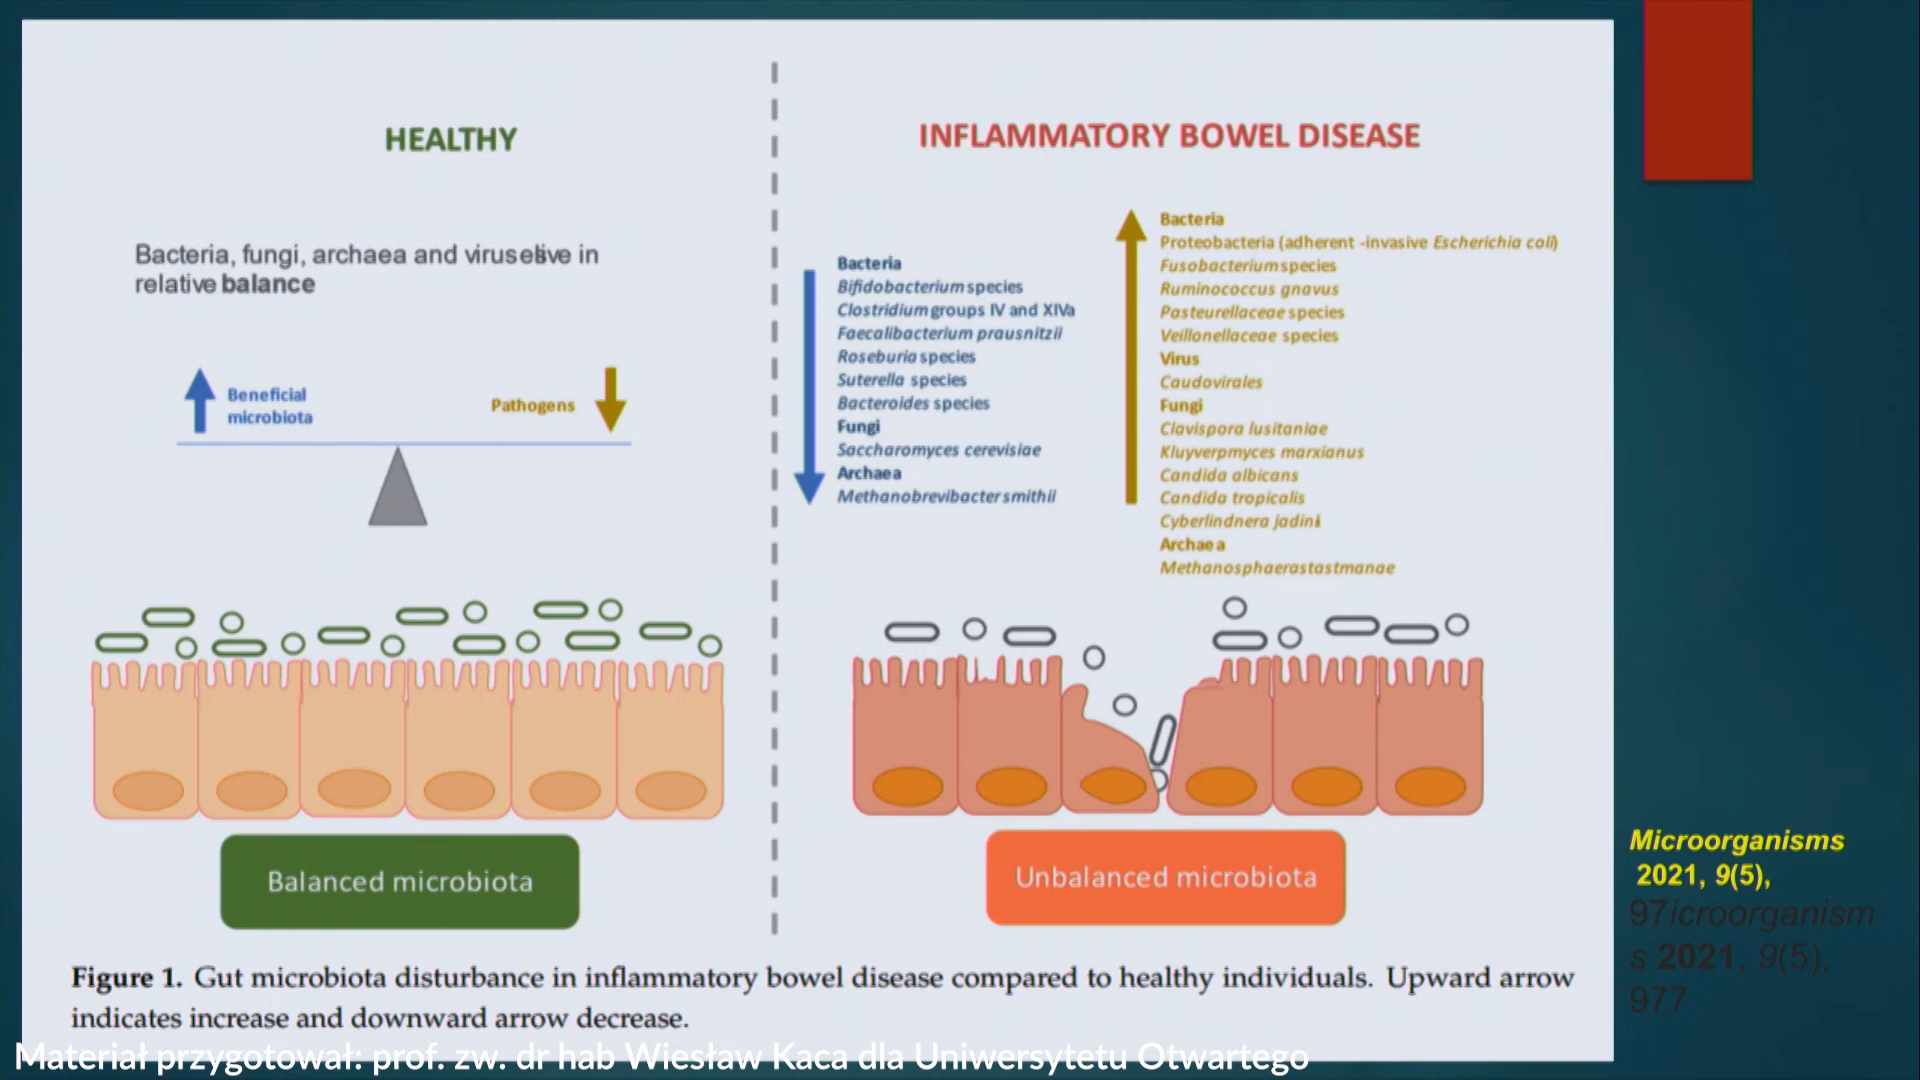 HEALTHY
Bacteria, fungi, archaea and viruses live in
relative balance
Beneficial
microbiota
Pathogens
Balanced microbiota
INFLAMMATORY BOWEL DISEASE
Bacteria
Bifidobacterium species
Clostridium groups IV and XIVa
Faecalibacterium prausnitzii
Roseburia species
Suterella species
Bacteroides species
Fungi
Saccharomyces cerevisiae
Archaea
Methanobrevibacter smithii
Bacteria
Proteobacteria (adherent -invasive Escherichia coli)
Fusobacterium species
Ruminococcus gnavus
Pasteurellaceae species
Veillonellaceae species
Virus
Caudovirales
Fungi
Clavispora lusitaniae
Kluyverpmyces marxianus
Candida albicans
Candida tropicalis
Cyberlindnera jadinii
Archaea
Methanosphaerastastmanae
Unbalanced microbiota
Figure 1. Gut microbiota disturbance in inflammatory bowel disease compared to healthy individuals. Upward arrow
indicates increase and downward arrow decrease.
Microorganisms
2021, 9(5),
97icroorganism
s 2021, 9(5),
977
Materiał przygotował: prof. zw. dr hab Wiesław Kaca dla Uniwersytetu Otwartego